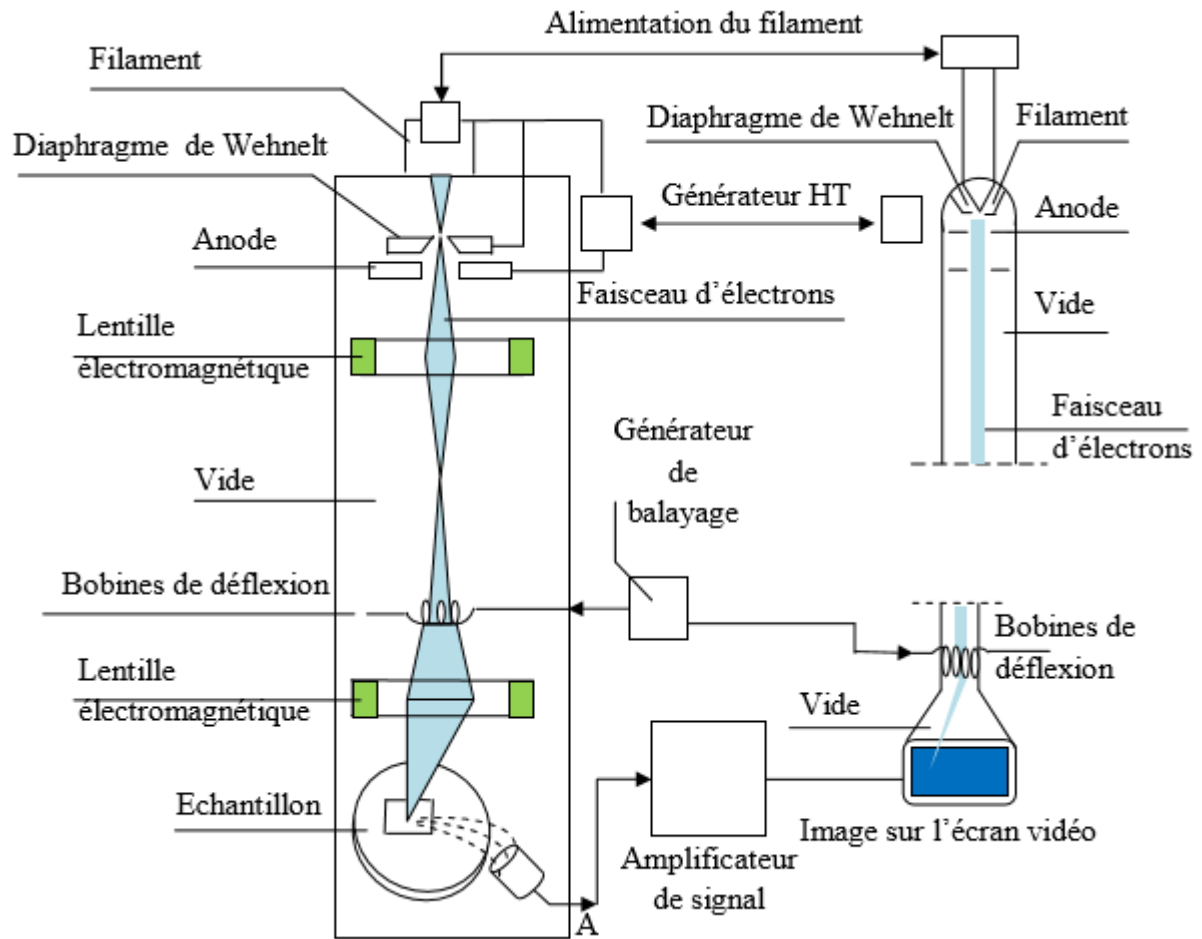 Alimentation du filament
Filament
Diaphragme de Wehnelt
Diaphragme de Wehnelt
Filament
Générateur HT
Anode
Anode
Faisceau d'électrons
Vide
Lentille
électromagnétique
Faisceau
d'électrons
Générateur
de
balayage
Vide
Bobines de déflexion
Bobines de
déflexion
Lentille
électromagnétique
Vide
Echantillon
Image sur l'écran vidéo
Amplificateur
de signal
A